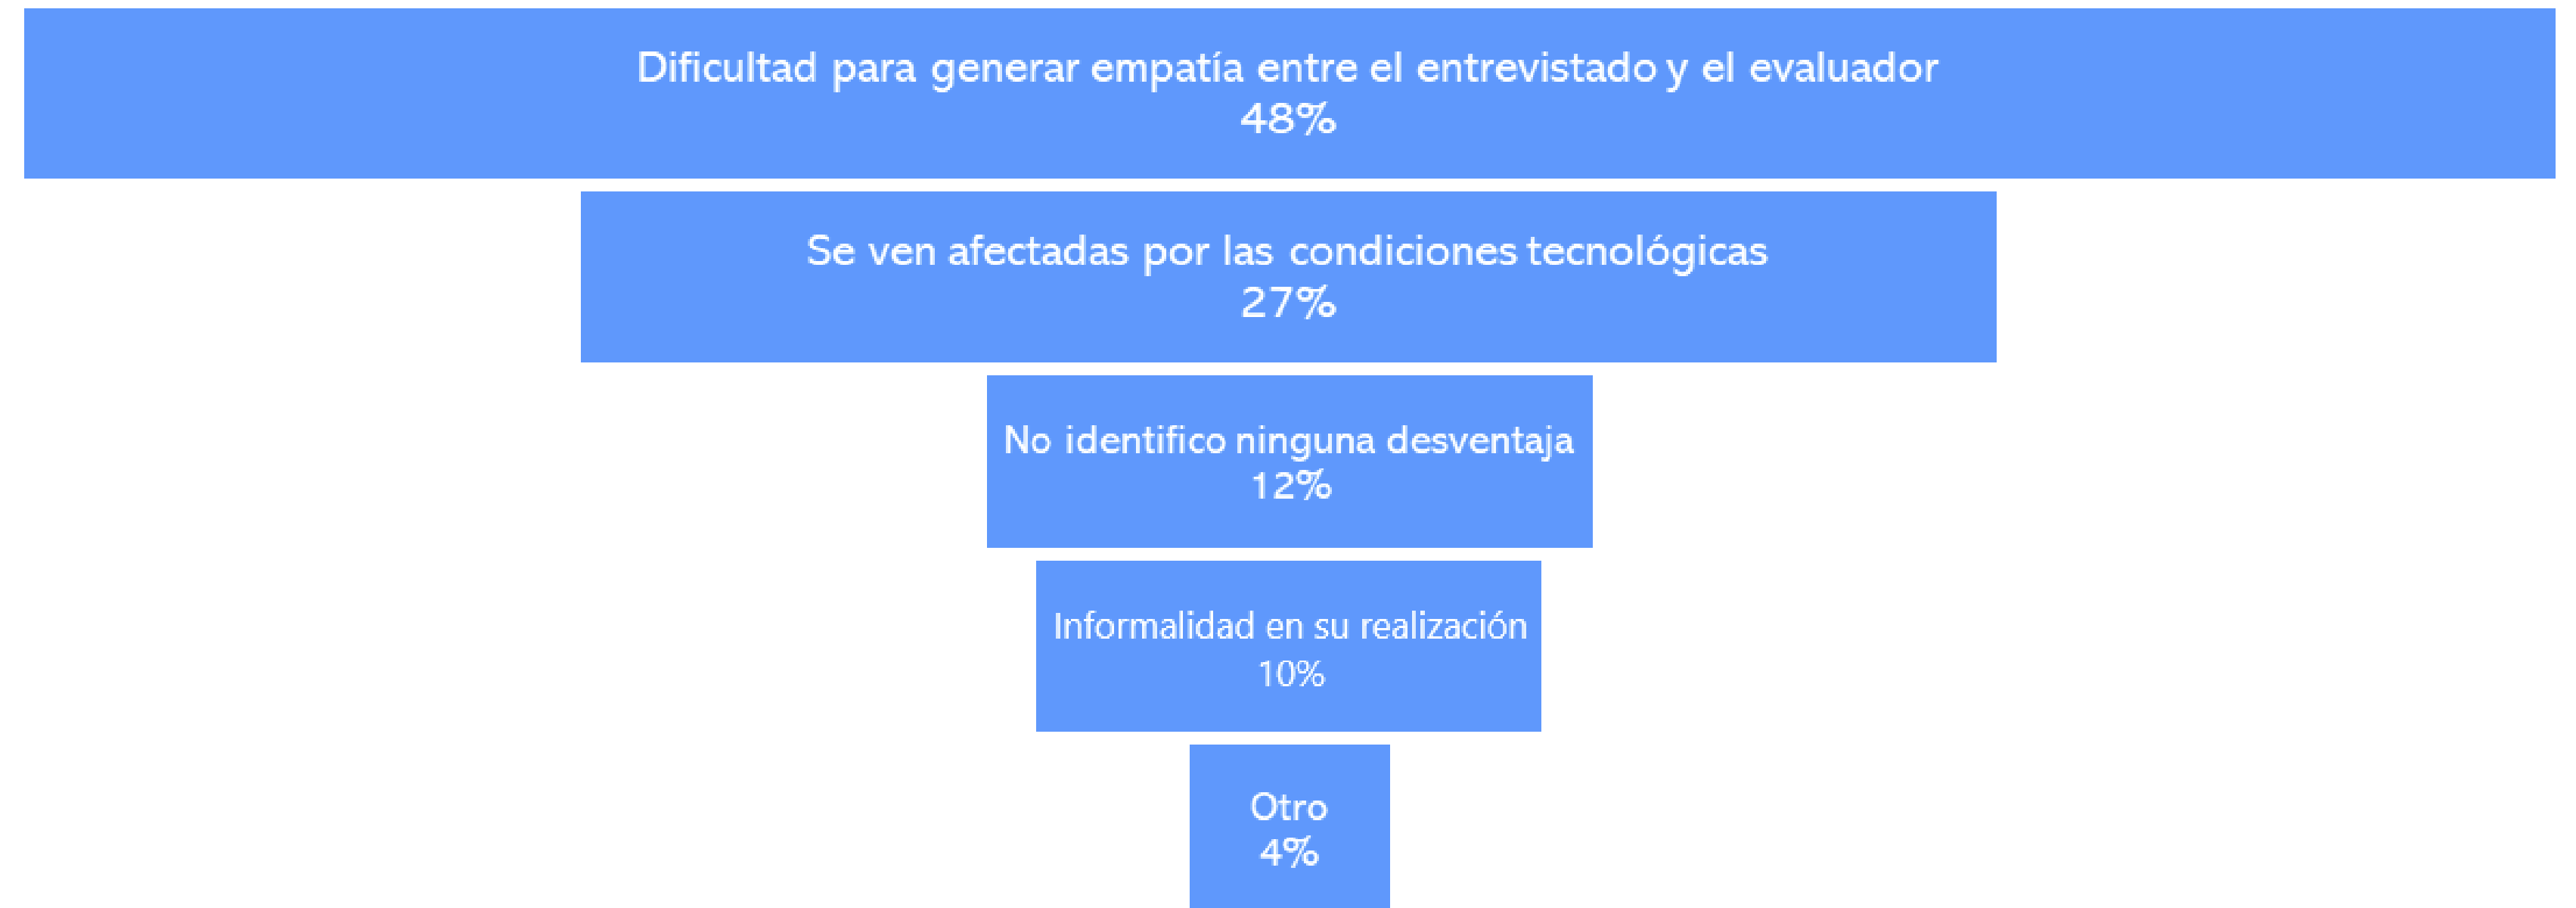 Dificultad para generar empatía entre el entrevistado y el evaluador
48%
Se ven afectadas por las condiciones tecnológicas
27%
No identifico ninguna desventaja
12%
Informalidad en su realización
10%
Otro
4%